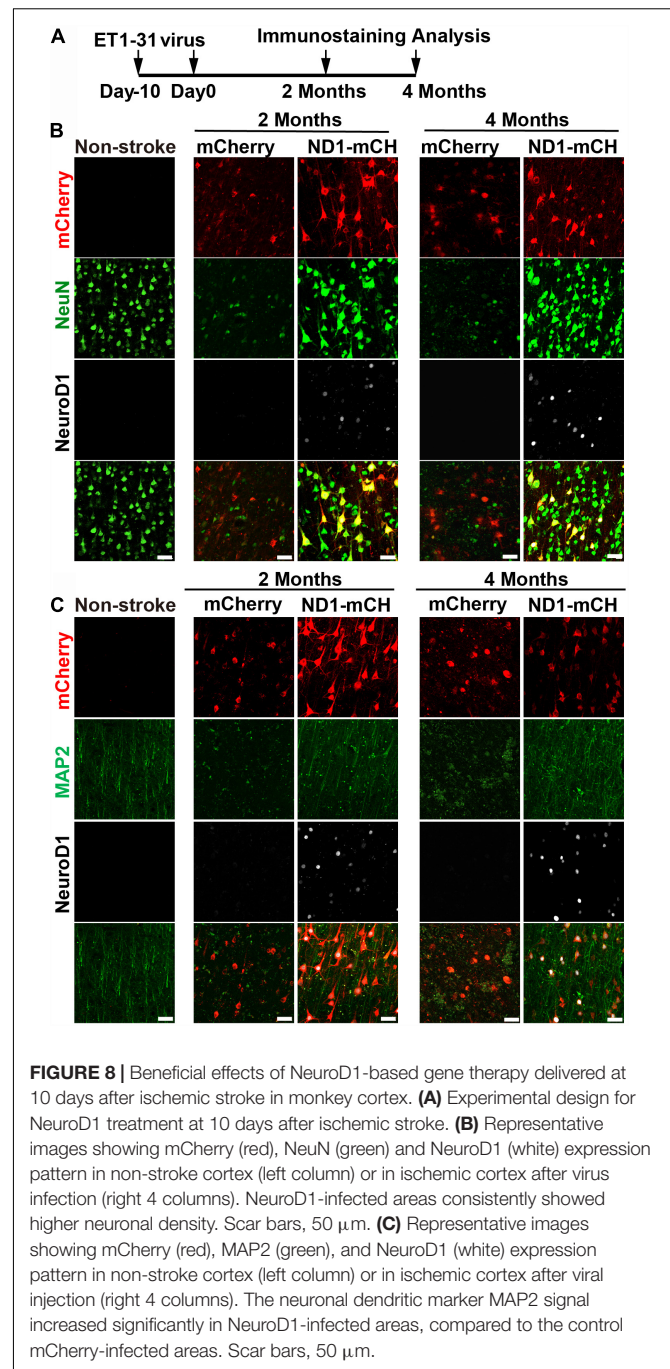 A
ET1-31 virus Immunostaining Analysis
Day-10 Day0 2 Months 4 Months
B
2 Months 4 Months
Non-stroke mCherry ND1-mCH mCherry ND1-mCH
mCherry
NeuN
NeuroD1
2 Months 4 Months
C Non-stroke mCherry ND1-mCH mCherry ND1-mCH
mCherry
MAP2
NeuroD1
FIGURE 8 | Beneficial effects of NeuroD1-based gene therapy delivered at
10 days after ischemic stroke in monkey cortex. (A) Experimental design for
NeuroD1 treatment at 10 days after ischemic stroke. (B) Representative
images showing mCherry (red), NeuN (green) and NeuroD1 (white) expression
pattern in non-stroke cortex (left column) or in ischemic cortex after virus
infection (right 4 columns). NeuroD1-infected areas consistently showed
higher neuronal density. Scar bars, 50 μm. (C) Representative images
showing mCherry (red), MAP2 (green), and NeuroD1 (white) expression
pattern in non-stroke cortex (left column) or in ischemic cortex after viral
injection (right 4 columns). The neuronal dendritic marker MAP2 signal
increased significantly in NeuroD1-infected areas, compared to the control
mCherry-infected areas. Scar bars, 50 μm.